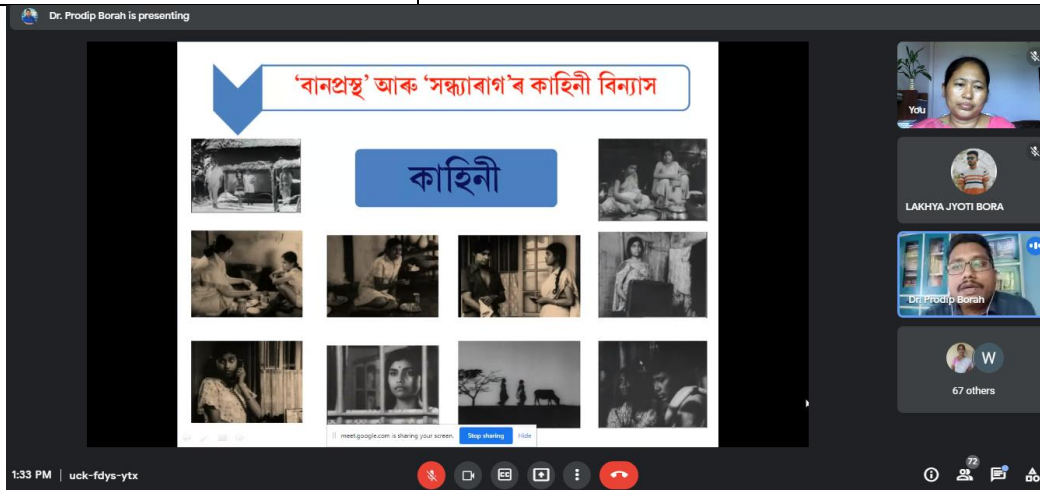 Dr. Prodip Borah is presenting
‘বানপ্ৰস্থ’ আৰু ‘সন্ধ্যাৰাগ’ৰ কাহিনী বিন্যাস
কাহিনী
You
LAKHYA JYOTI BORA
Dr. Prodip Borah
W
67 others
meet.google.com is sharing your screen.
Stop sharing
Hide
1:33 PM | uck-fdys-ytx
CC
72